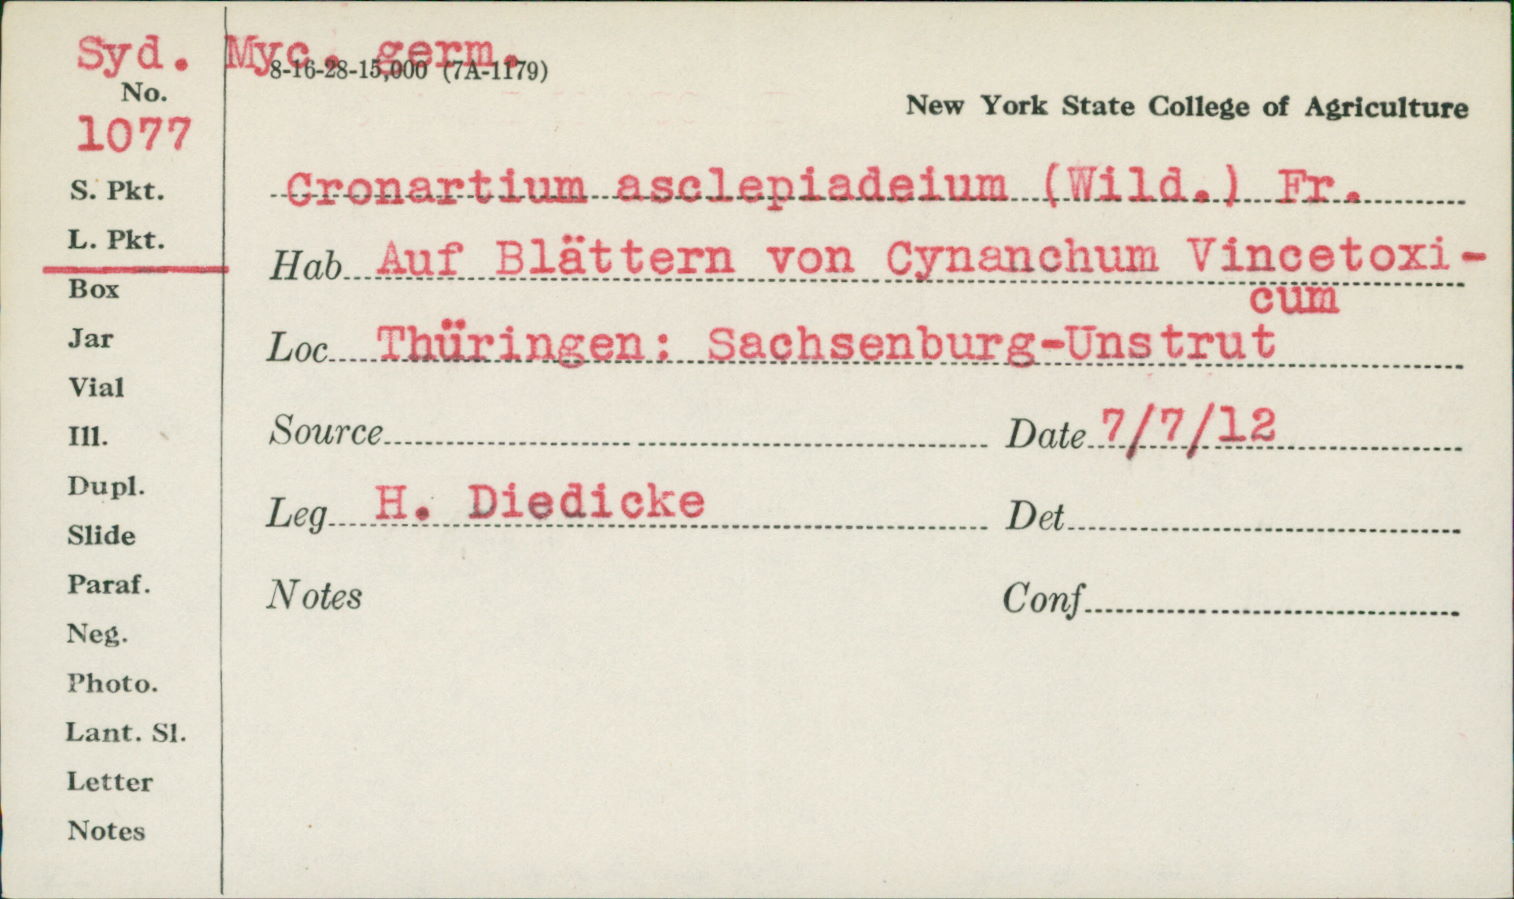 Syd. Myc. germ.
8-16-28-15,000 (7A-1179)
No.
1077
New York State College of Agriculture
S. Pkt.
Cronartium asclepiadeium (Wild.) Fr.
L. Pkt.
Hab Auf Blättern von Cynanchum Vincetoxi-
cum
Box
Jar
Loc Thüringen: Sachsenburg-Unstrut
Vial
Ill.
Source Date 7/7/12
Dupl.
Leg H. Diedicke Det
Slide
Paraf.
Notes Conf
Neg.
Photo.
Lant. Sl.
Letter
Notes